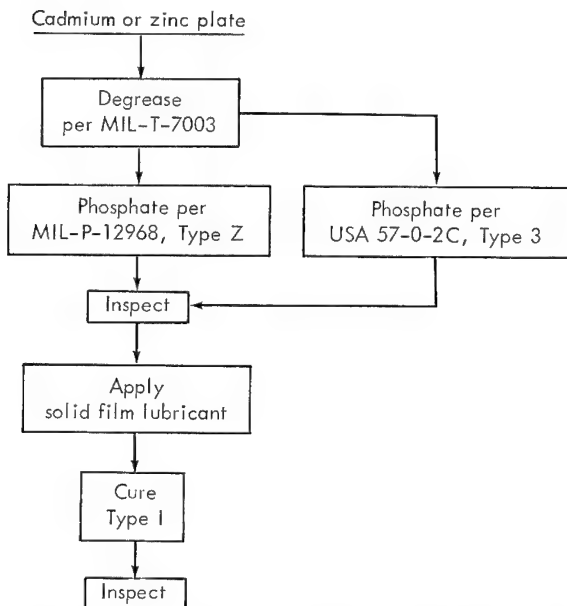 Cadmium or zinc plate
Degrease
per MIL-T-7003
Phosphate per
MIL-P-12968, Type Z
Phosphate per
USA 57-0-2C, Type 3
Inspect
Apply
solid film lubricant
Cure
Type I
Inspect